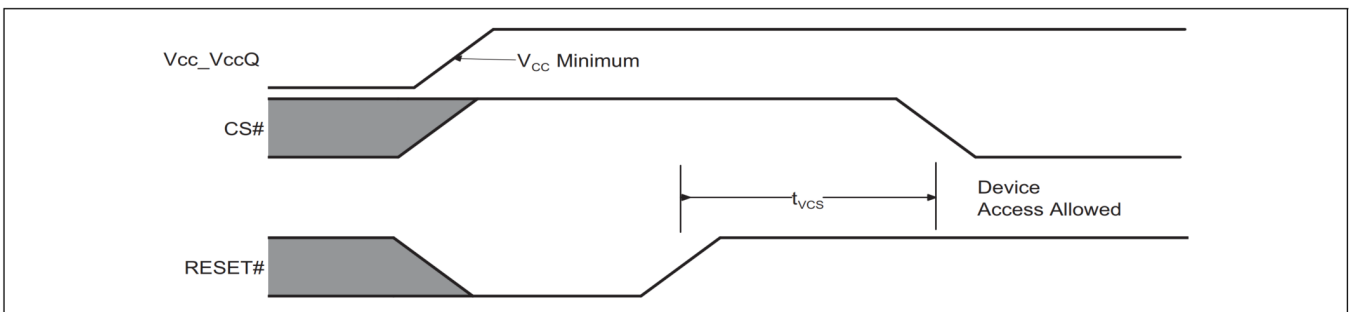 Vcc_VccQ
VCC Minimum
CS#
tVCS
Device
Access Allowed
RESET#